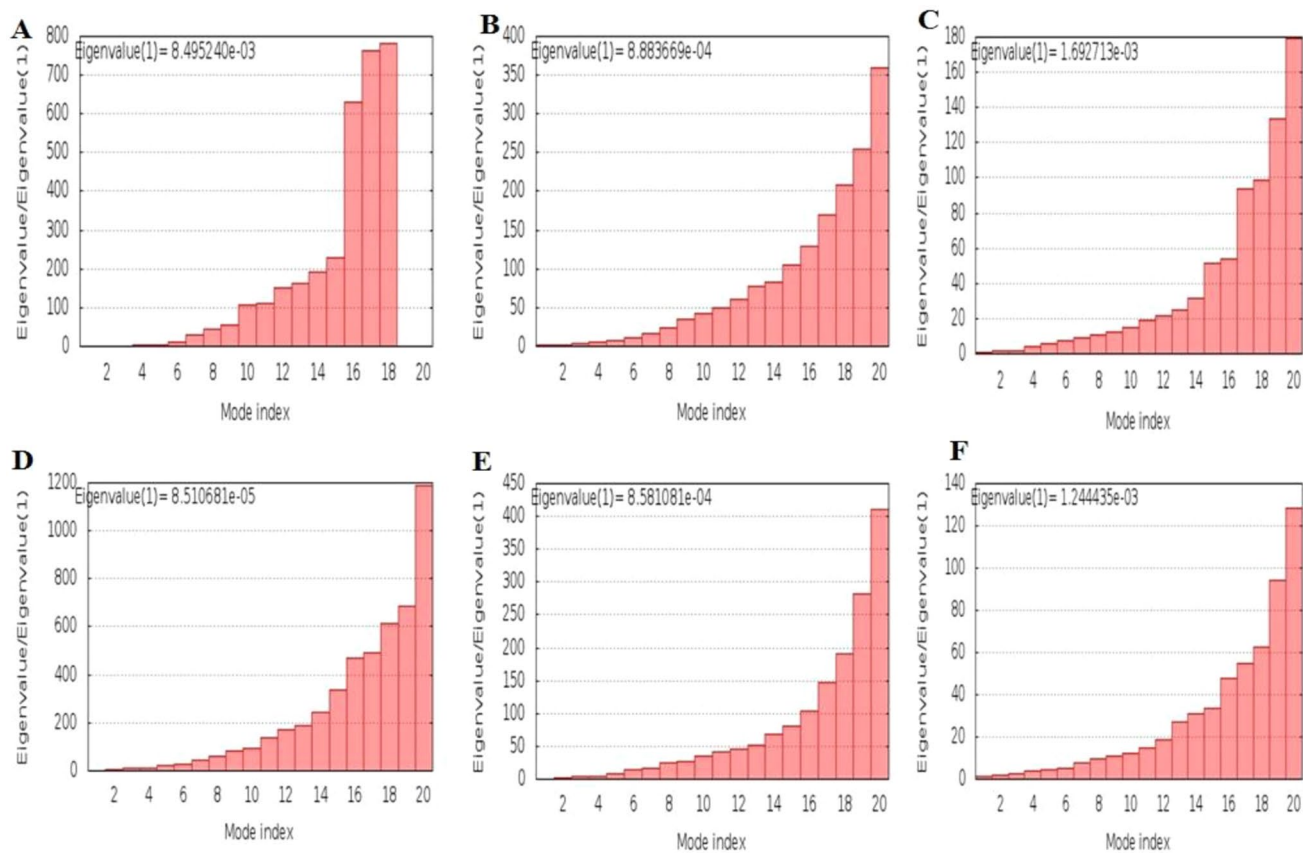 A
Eigenvalue/Eigenvalue(1)
Eigenvalue(1)= 8.495240e-03
800
700
600
500
400
300
200
100
0
2 4 6 8 10 12 14 16 18 20
Mode index
B
Eigenvalue/Eigenvalue(1)
Eigenvalue(1)= 8.883669e-04
400
350
300
250
200
150
100
50
0
2 4 6 8 10 12 14 16 18 20
Mode index
C
Eigenvalue/Eigenvalue(1)
Eigenvalue(1)= 1.692713e-03
180
160
140
120
100
80
60
40
20
0
2 4 6 8 10 12 14 16 18 20
Mode index
D
Eigenvalue/Eigenvalue(1)
Eigenvalue(1)= 8.510681e-05
1200
1000
800
600
400
200
0
2 4 6 8 10 12 14 16 18 20
Mode index
E
Eigenvalue/Eigenvalue(1)
Eigenvalue(1)= 8.581081e-04
450
400
350
300
250
200
150
100
50
0
2 4 6 8 10 12 14 16 18 20
Mode index
F
Eigenvalue/Eigenvalue(1)
Eigenvalue(1)= 1.244435e-03
140
120
100
80
60
40
20
0
2 4 6 8 10 12 14 16 18 20
Mode index